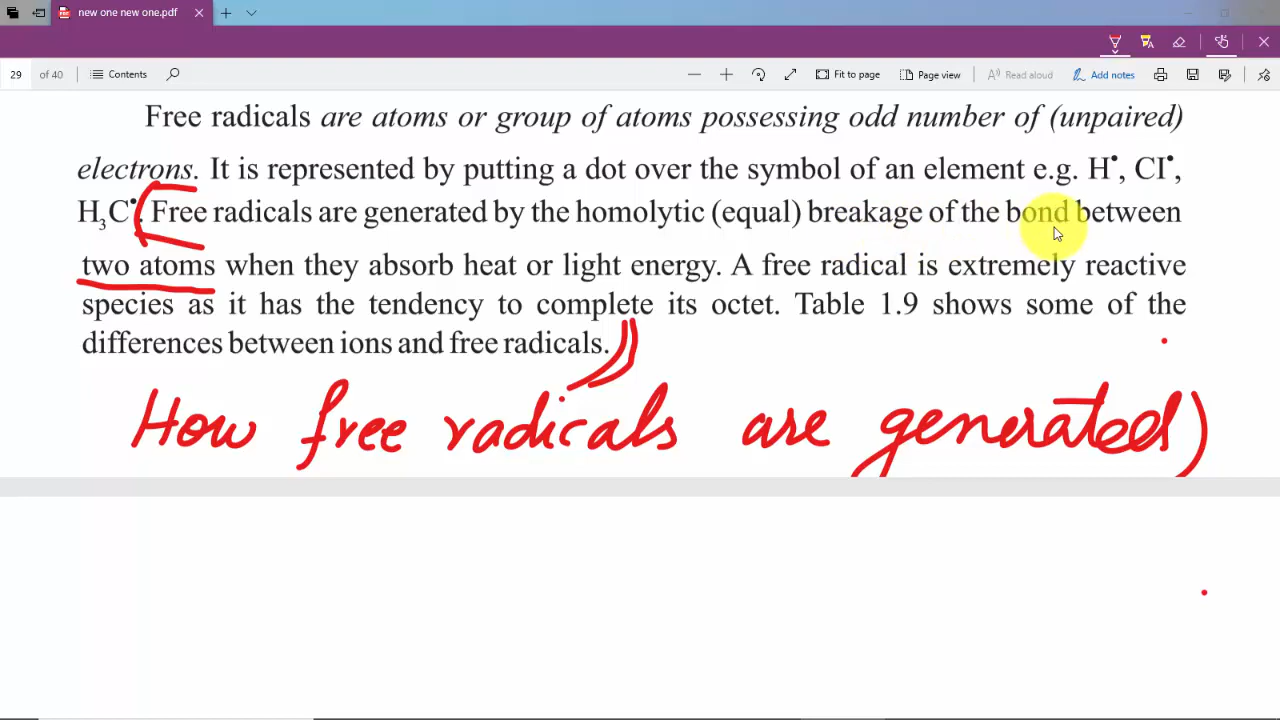 new one new one.pdf
29 of 40 Contents Fit to page Page view Read aloud Add notes
Free radicals are atoms or group of atoms possessing odd number of (unpaired)
electrons. It is represented by putting a dot over the symbol of an element e.g. H•, CI•,
H₃C•. Free radicals are generated by the homolytic (equal) breakage of the bond between
two atoms when they absorb heat or light energy. A free radical is extremely reactive
species as it has the tendency to complete its octet. Table 1.9 shows some of the
differences between ions and free radicals.
How free radicals are generated)